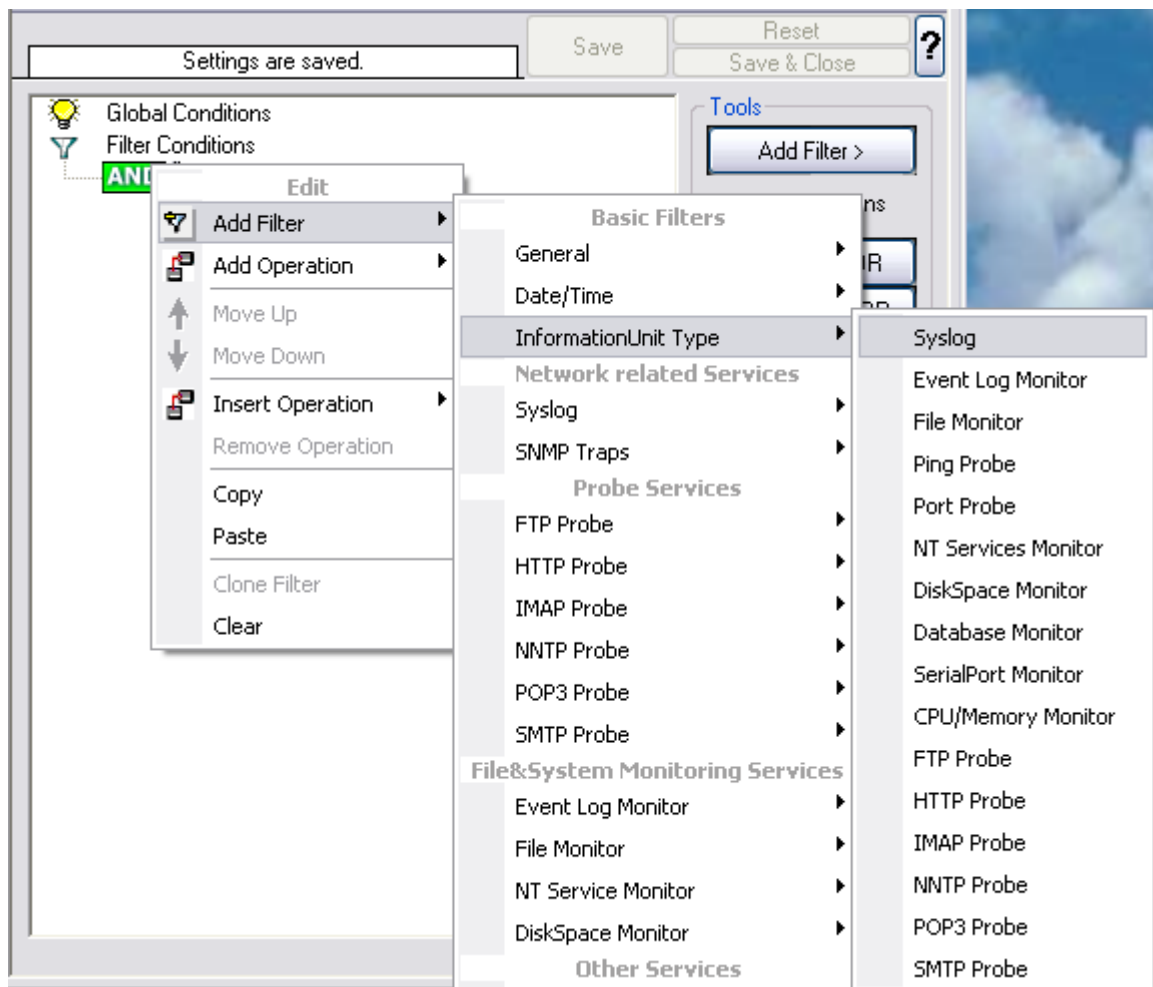 Settings are saved.
Save
Reset
Save & Close
?
Global Conditions
Filter Conditions
AND
Tools
Add Filter >
ns
Edit
Add Filter
Add Operation
Move Up
Move Down
Insert Operation
Remove Operation
Copy
Paste
Clone Filter
Clear
Basic Filters
General
Date/Time
InformationUnit Type
Network related Services
Syslog
SNMP Traps
Probe Services
FTP Probe
HTTP Probe
IMAP Probe
NNTP Probe
POP3 Probe
SMTP Probe
File&System Monitoring Services
Event Log Monitor
File Monitor
NT Service Monitor
DiskSpace Monitor
Other Services
Syslog
Event Log Monitor
File Monitor
Ping Probe
Port Probe
NT Services Monitor
DiskSpace Monitor
Database Monitor
SerialPort Monitor
CPU/Memory Monitor
FTP Probe
HTTP Probe
IMAP Probe
NNTP Probe
POP3 Probe
SMTP Probe